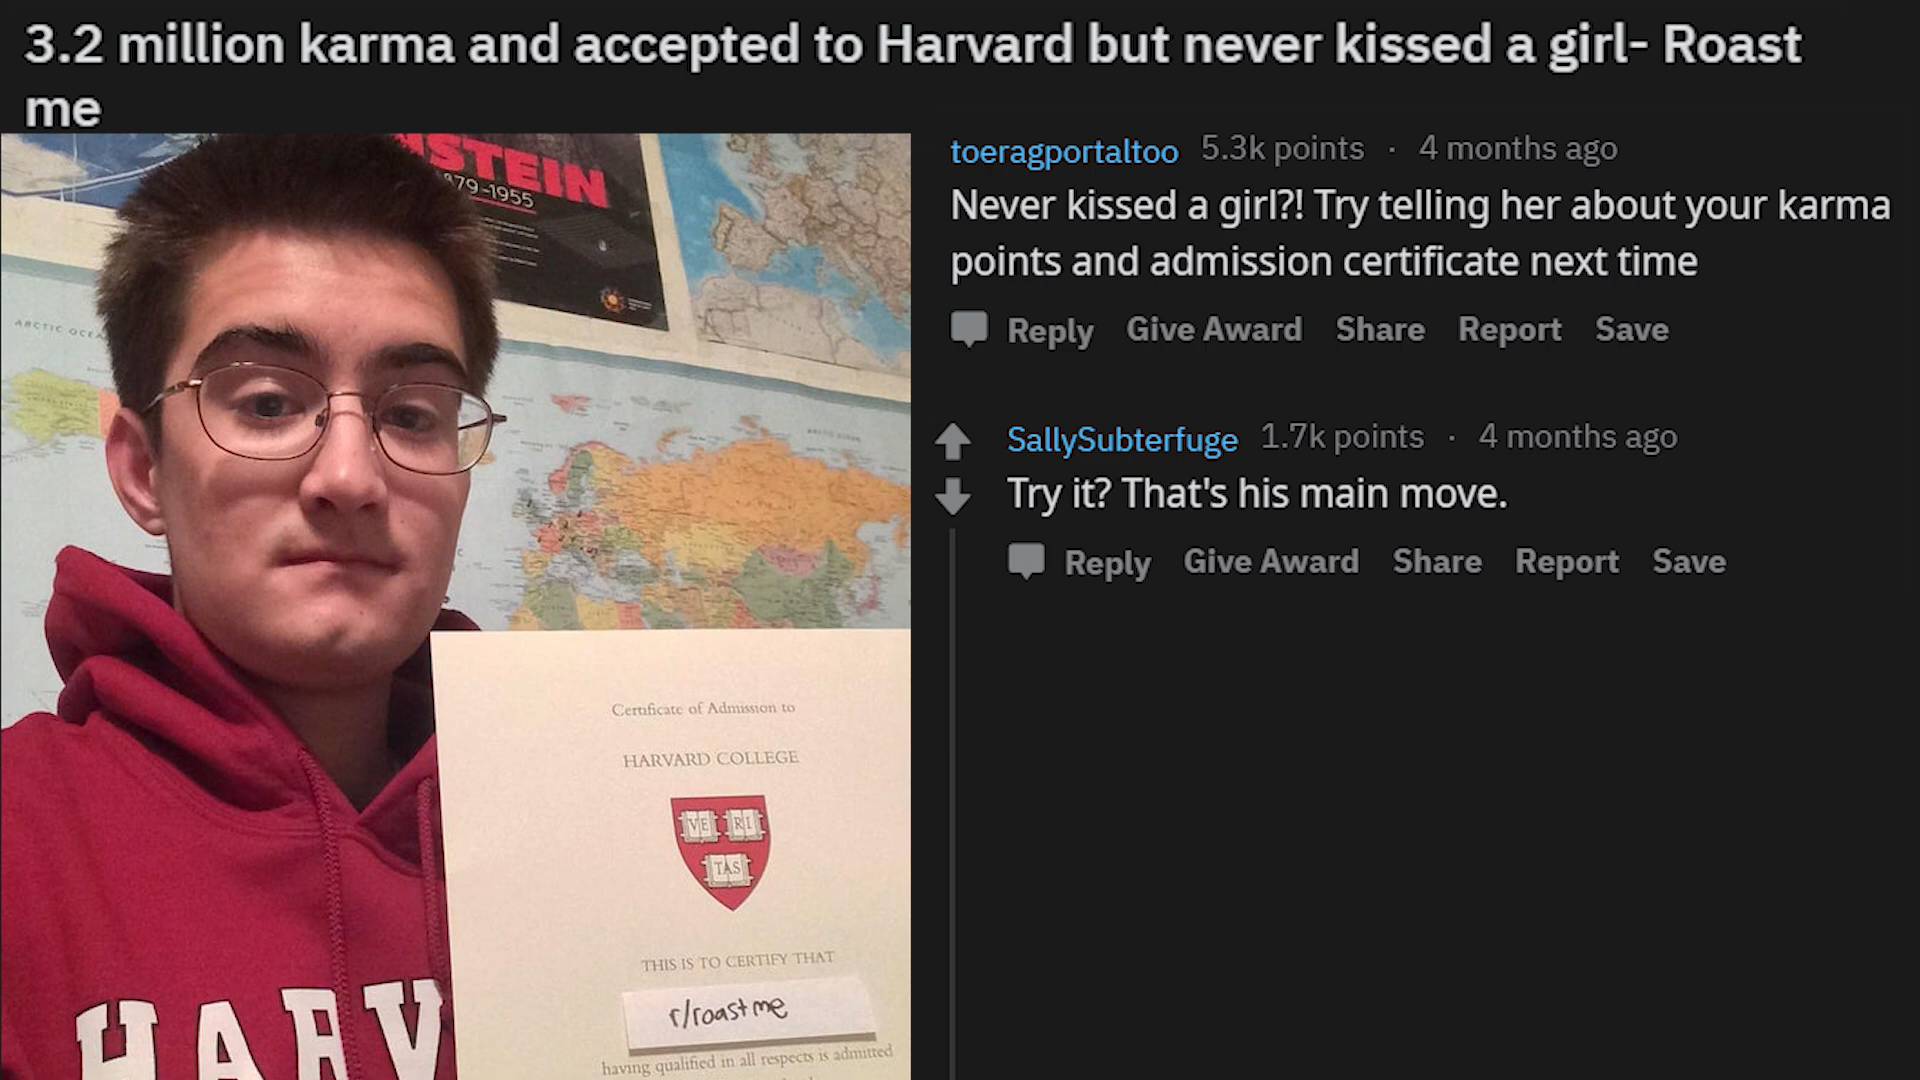 3.2 million karma and accepted to Harvard but never kissed a girl- Roast
me
STEIN
879-1955
ARCTIC OCEA
toeragportaltoo 5.3k points · 4 months ago
Never kissed a girl?! Try telling her about your karma
points and admission certificate next time
Reply Give Award Share Report Save
SallySubterfuge 1.7k points · 4 months ago
Try it? That's his main move.
Reply Give Award Share Report Save
Certificate of Admission to
HARVARD COLLEGE
VE RI
TAS
THIS IS TO CERTIFY THAT
r/roastme
having qualified in all respects is admitted
HARV